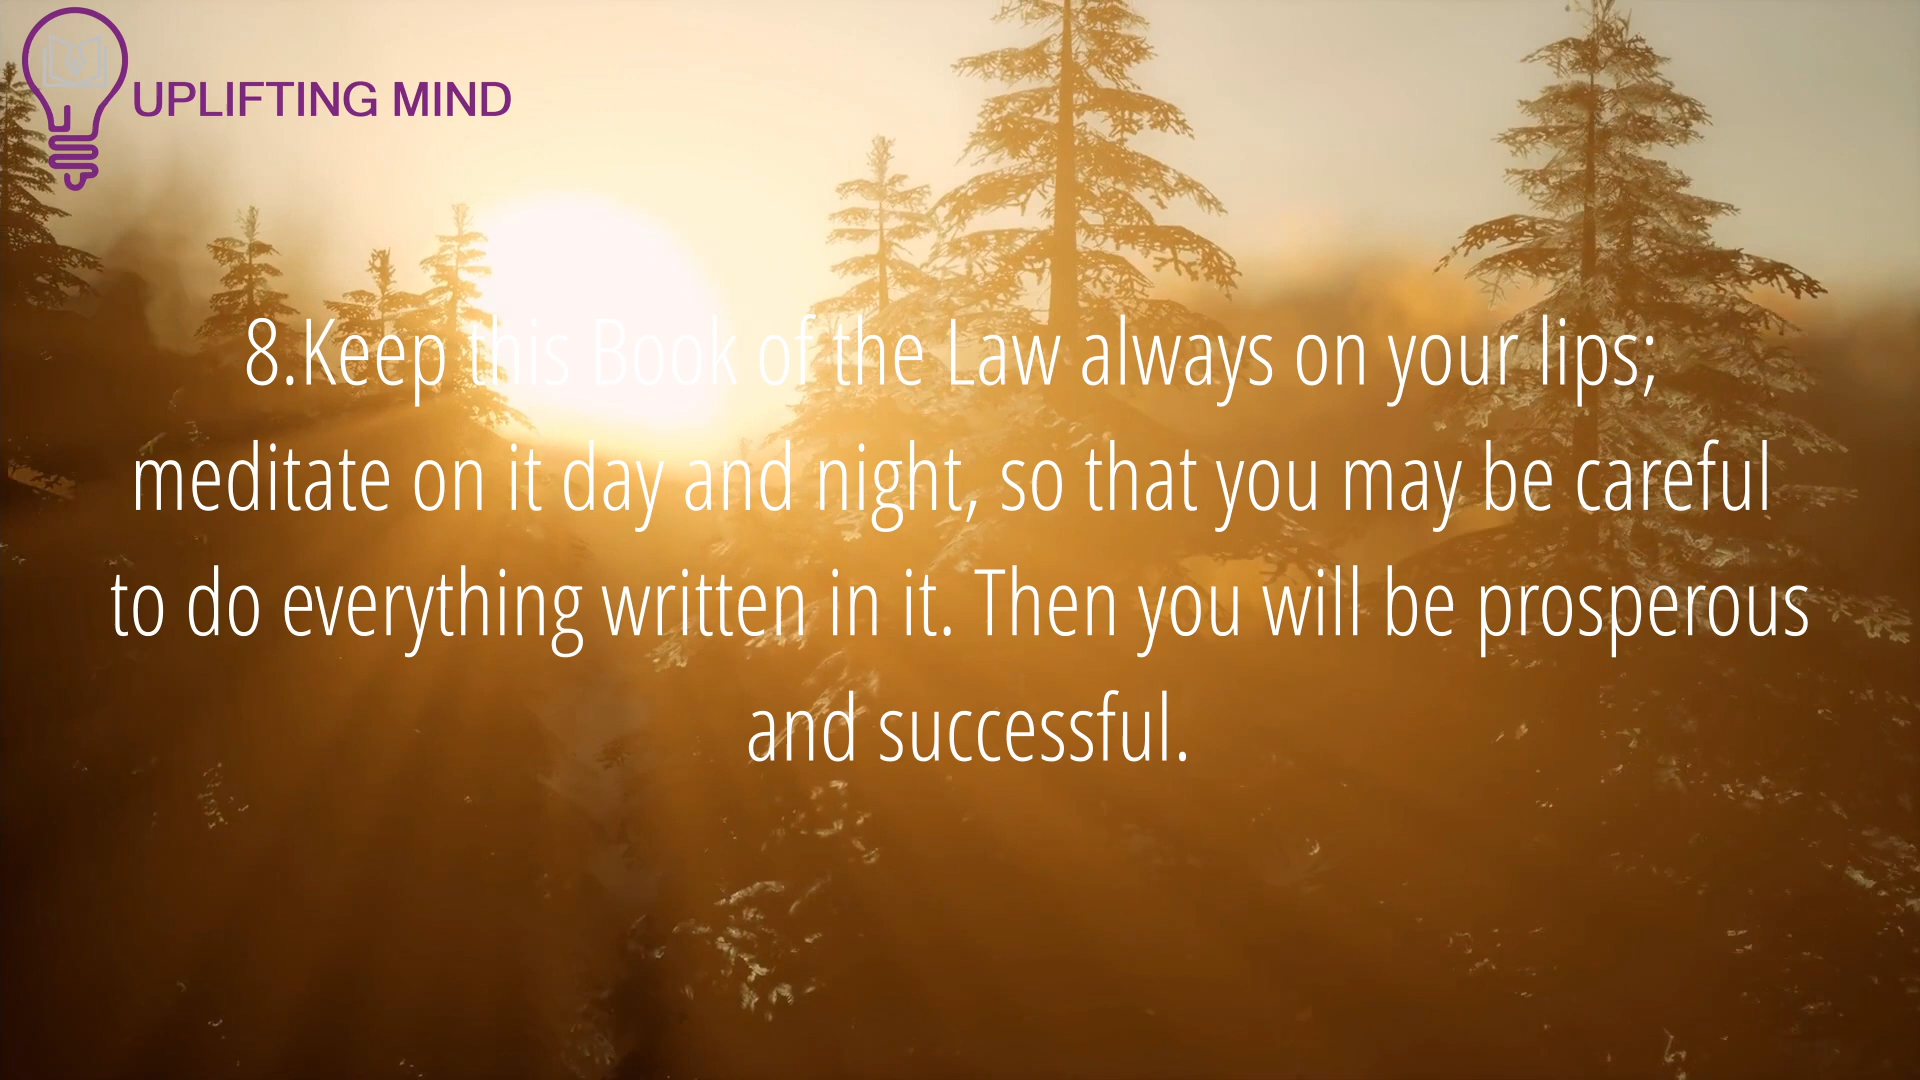 UPLIFTING MIND
8.Keep this Book of the Law always on your lips;
meditate on it day and night, so that you may be careful
to do everything written in it. Then you will be prosperous
and successful.